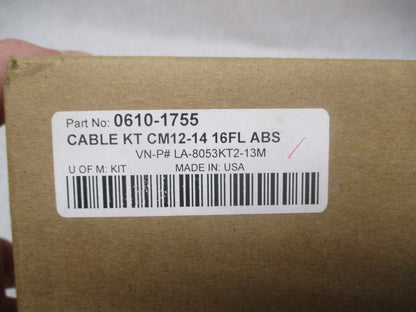 Part No: 0610-1755
CABLE KT CM12-14 16FL ABS
VN-P# LA-8053KT2-13M
U OF M: KIT MADE IN: USA